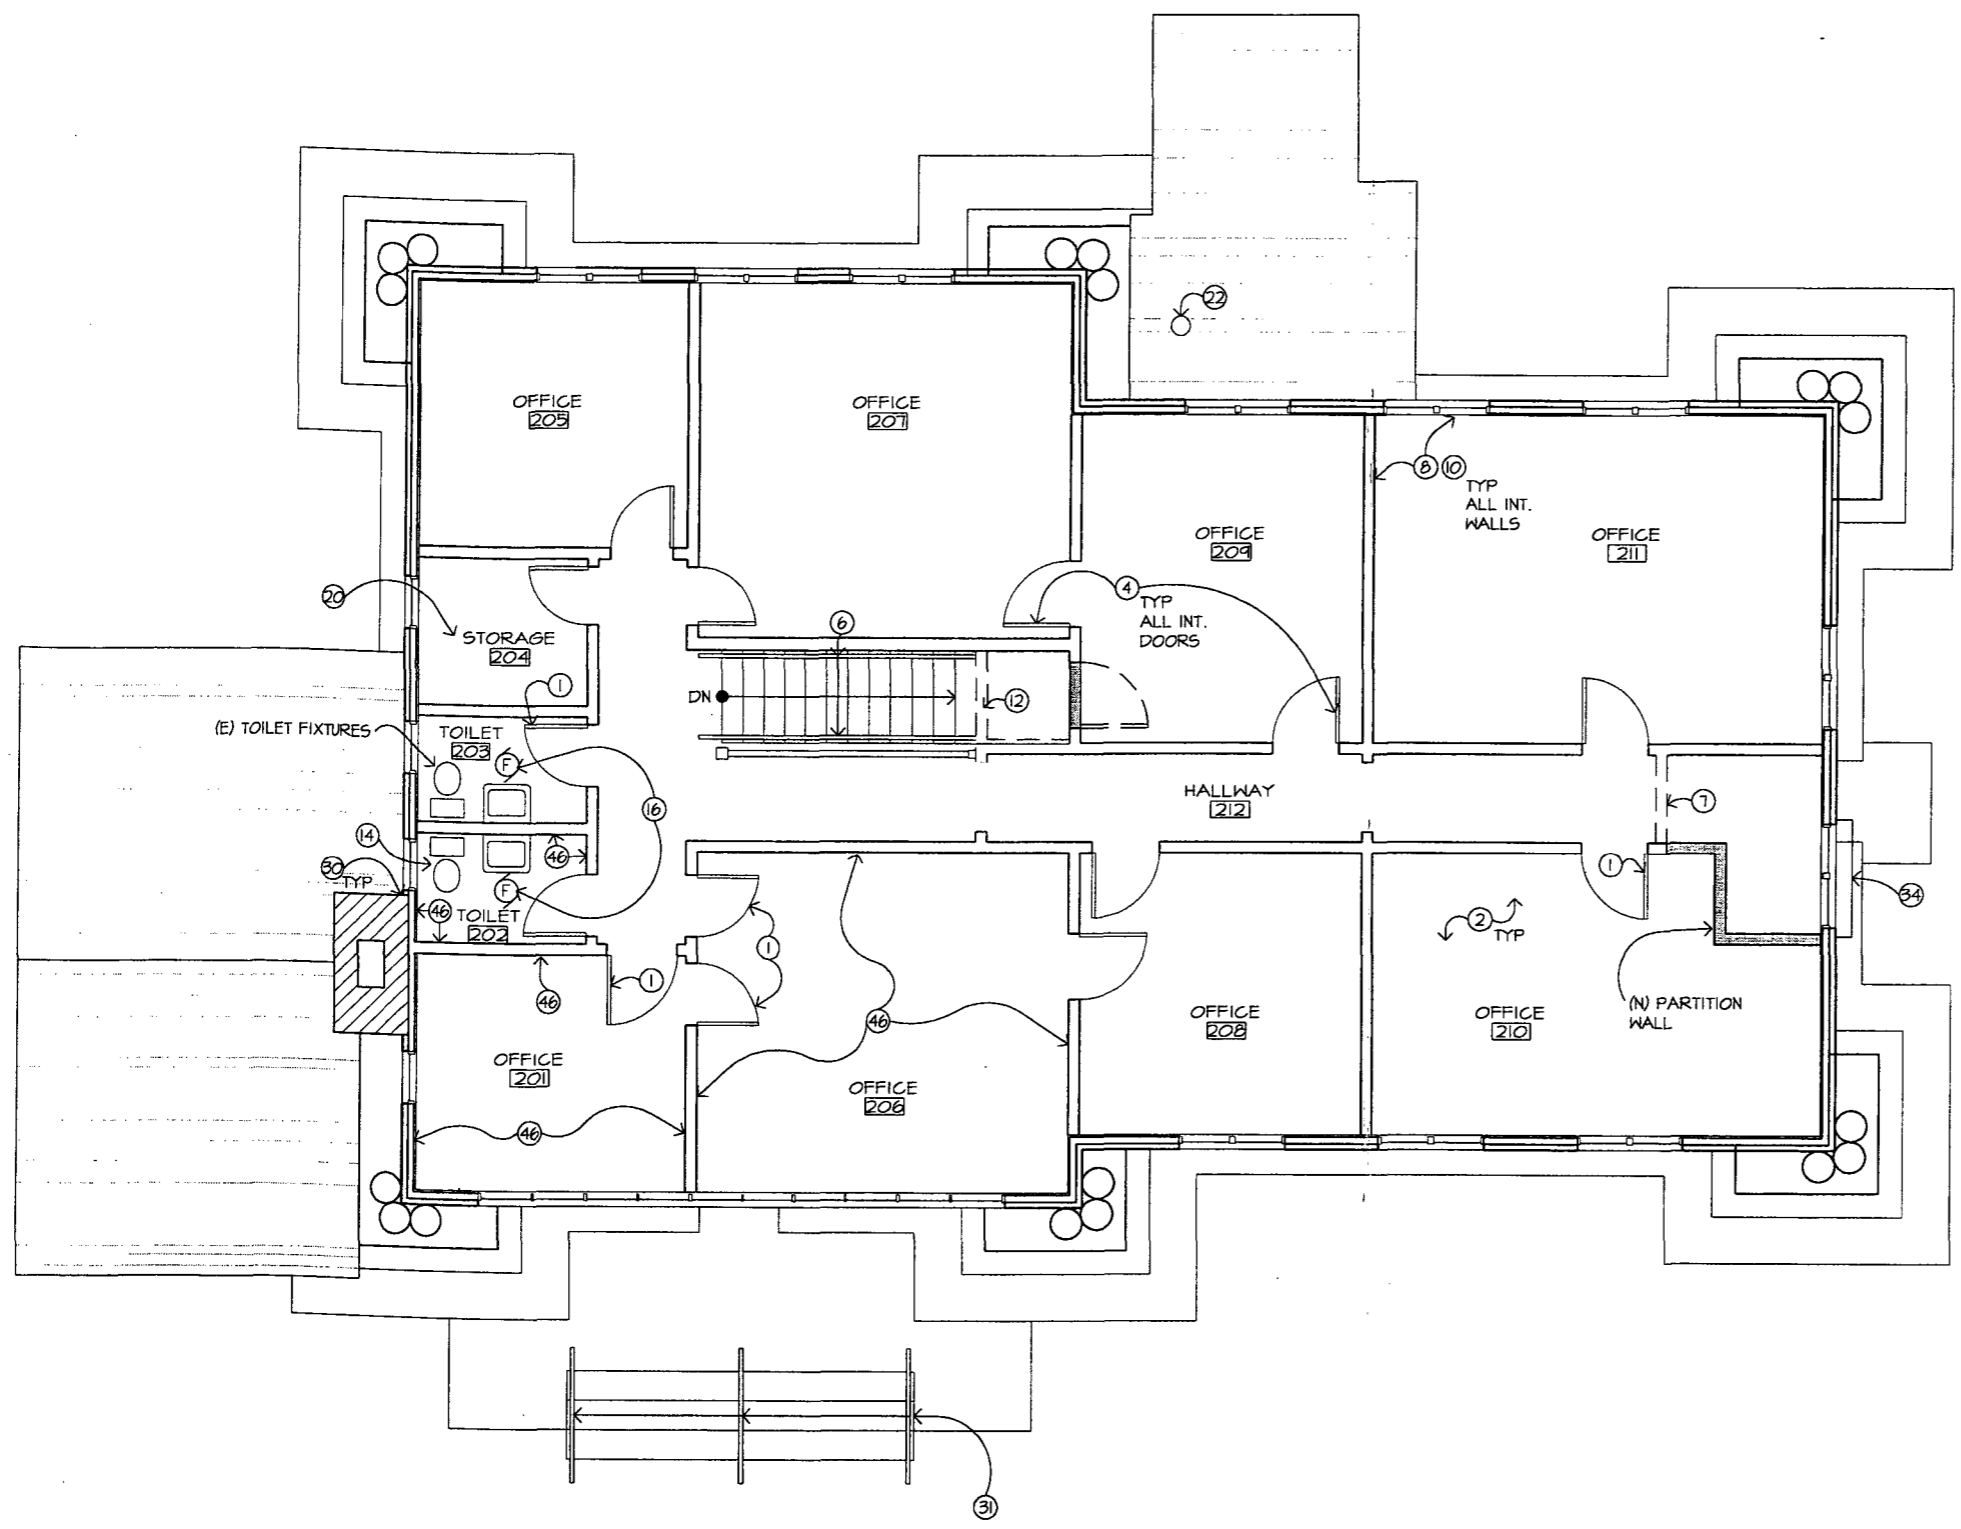 22
OFFICE
205
OFFICE
207
8 10
TYP
ALL INT.
WALLS
OFFICE
209
OFFICE
211
20
STORAGE
204
6
4
TYP
ALL INT.
DOORS
1
DN
12
(E) TOILET FIXTURES
TOILET
203
F
16
HALLWAY
212
7
14
46
30
TYP
F
46
TOILET
202
1
34
2
TYP
1
46
1
46
OFFICE
208
OFFICE
210
(N) PARTITION
WALL
OFFICE
201
OFFICE
206
46
31